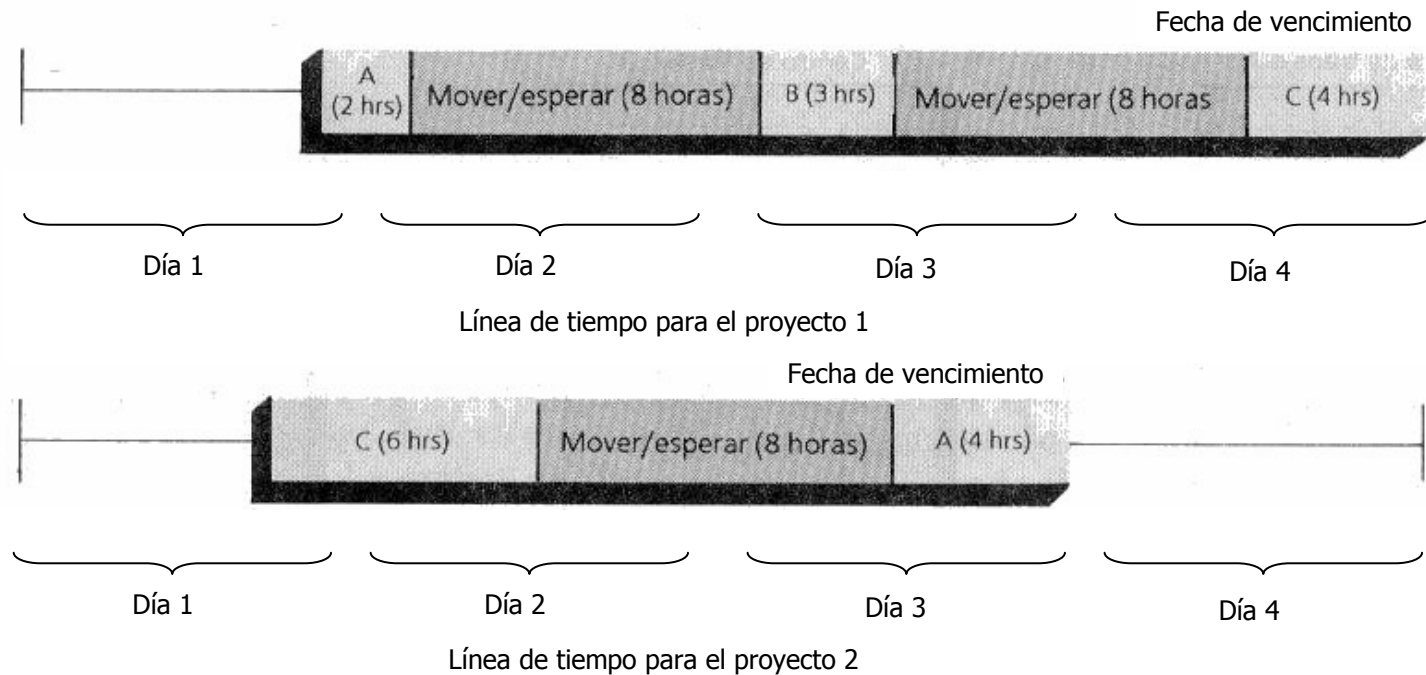 Fecha de vencimiento
A
(2 hrs)
Mover/esperar (8 horas)
B (3 hrs)
Mover/esperar (8 horas
C (4 hrs)
Día 1
Día 2
Día 3
Día 4
Línea de tiempo para el proyecto 1
Fecha de vencimiento
C (6 hrs)
Mover/esperar (8 horas)
A (4 hrs)
Día 1
Día 2
Día 3
Día 4
Línea de tiempo para el proyecto 2